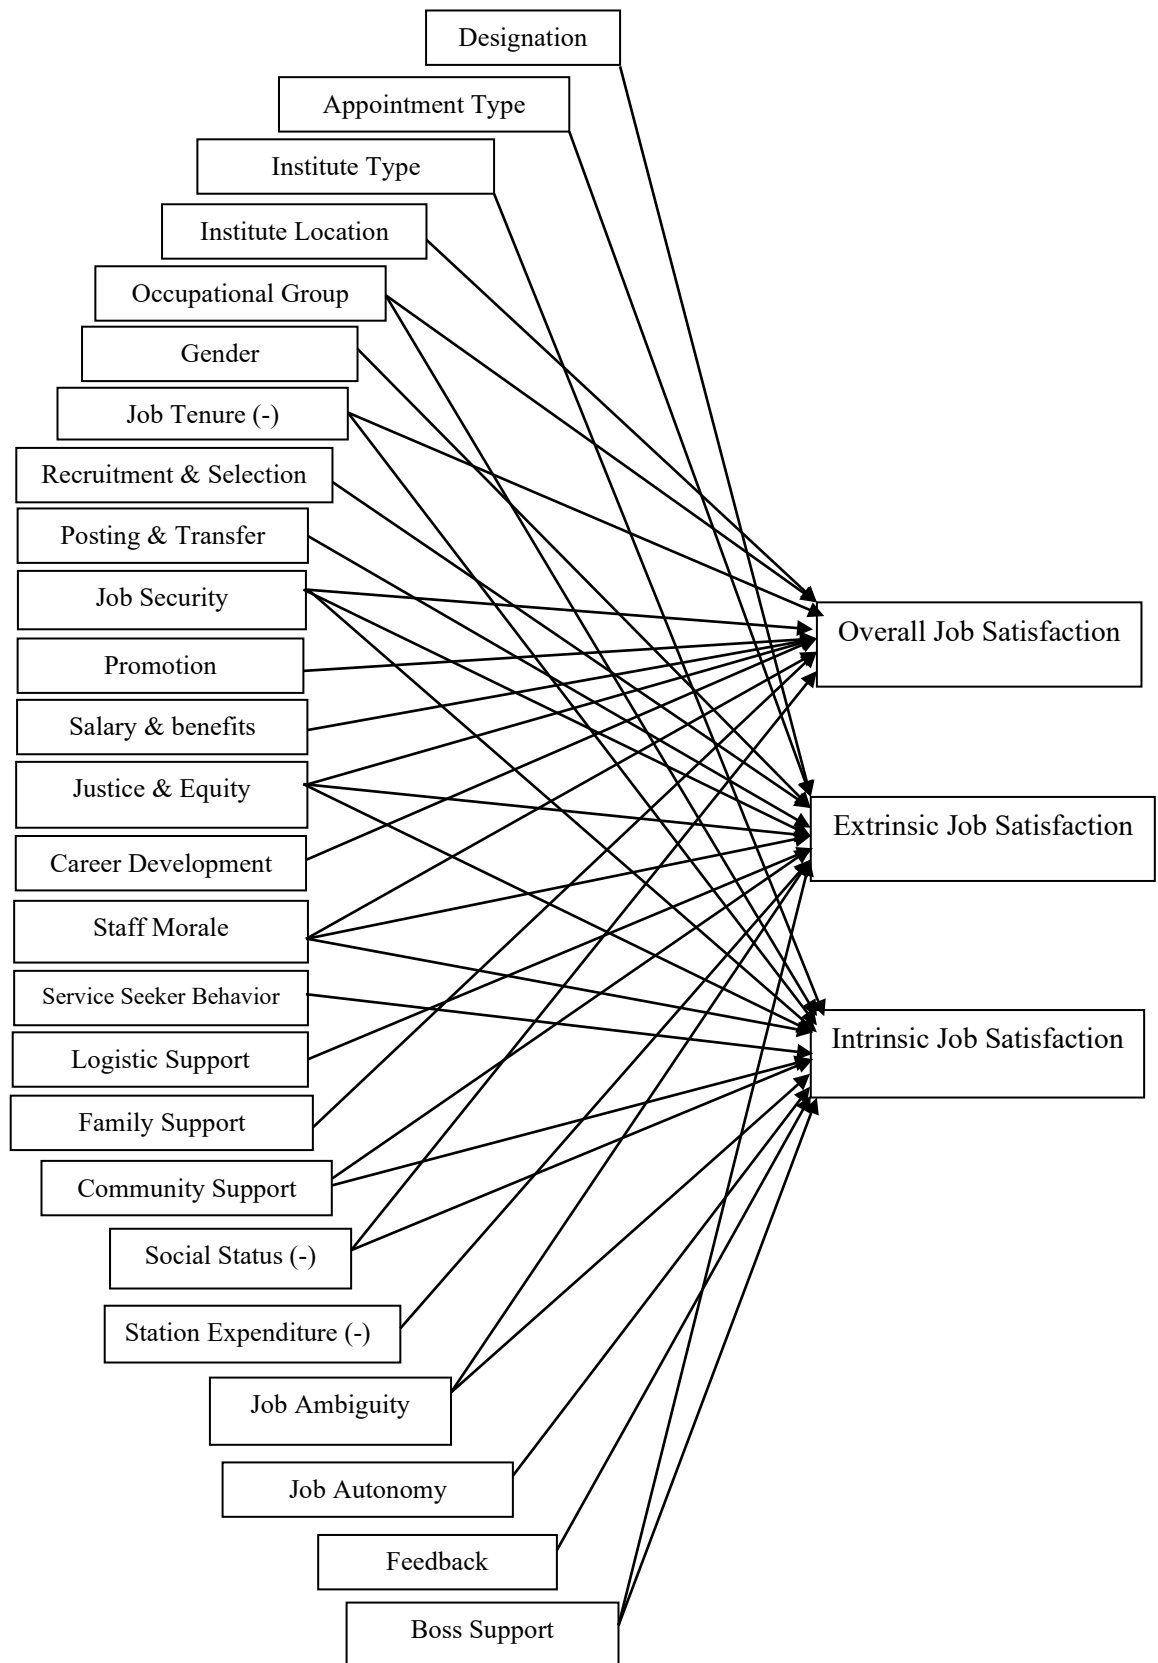 Designation
Appointment Type
Institute Type
Institute Location
Occupational Group
Gender
Job Tenure (-)
Recruitment & Selection
Posting & Transfer
Job Security
Promotion
Salary & benefits
Justice & Equity
Career Development
Staff Morale
Service Seeker Behavior
Logistic Support
Family Support
Community Support
Social Status (-)
Station Expenditure (-)
Job Ambiguity
Job Autonomy
Feedback
Boss Support
Overall Job Satisfaction
Extrinsic Job Satisfaction
Intrinsic Job Satisfaction